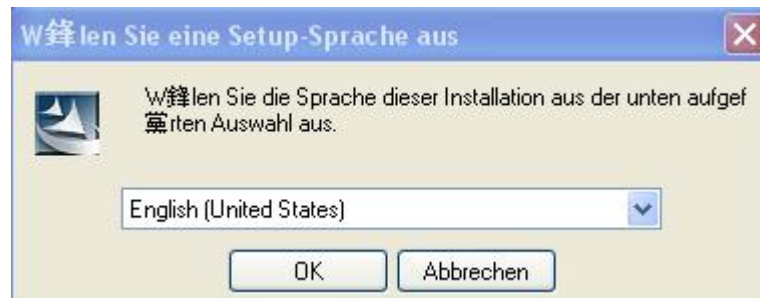 W鋒len Sie eine Setup-Sprache aus
W鋒len Sie die Sprache dieser Installation aus der unten aufgef
黨rten Auswahl aus.
English (United States)
OK
Abbrechen